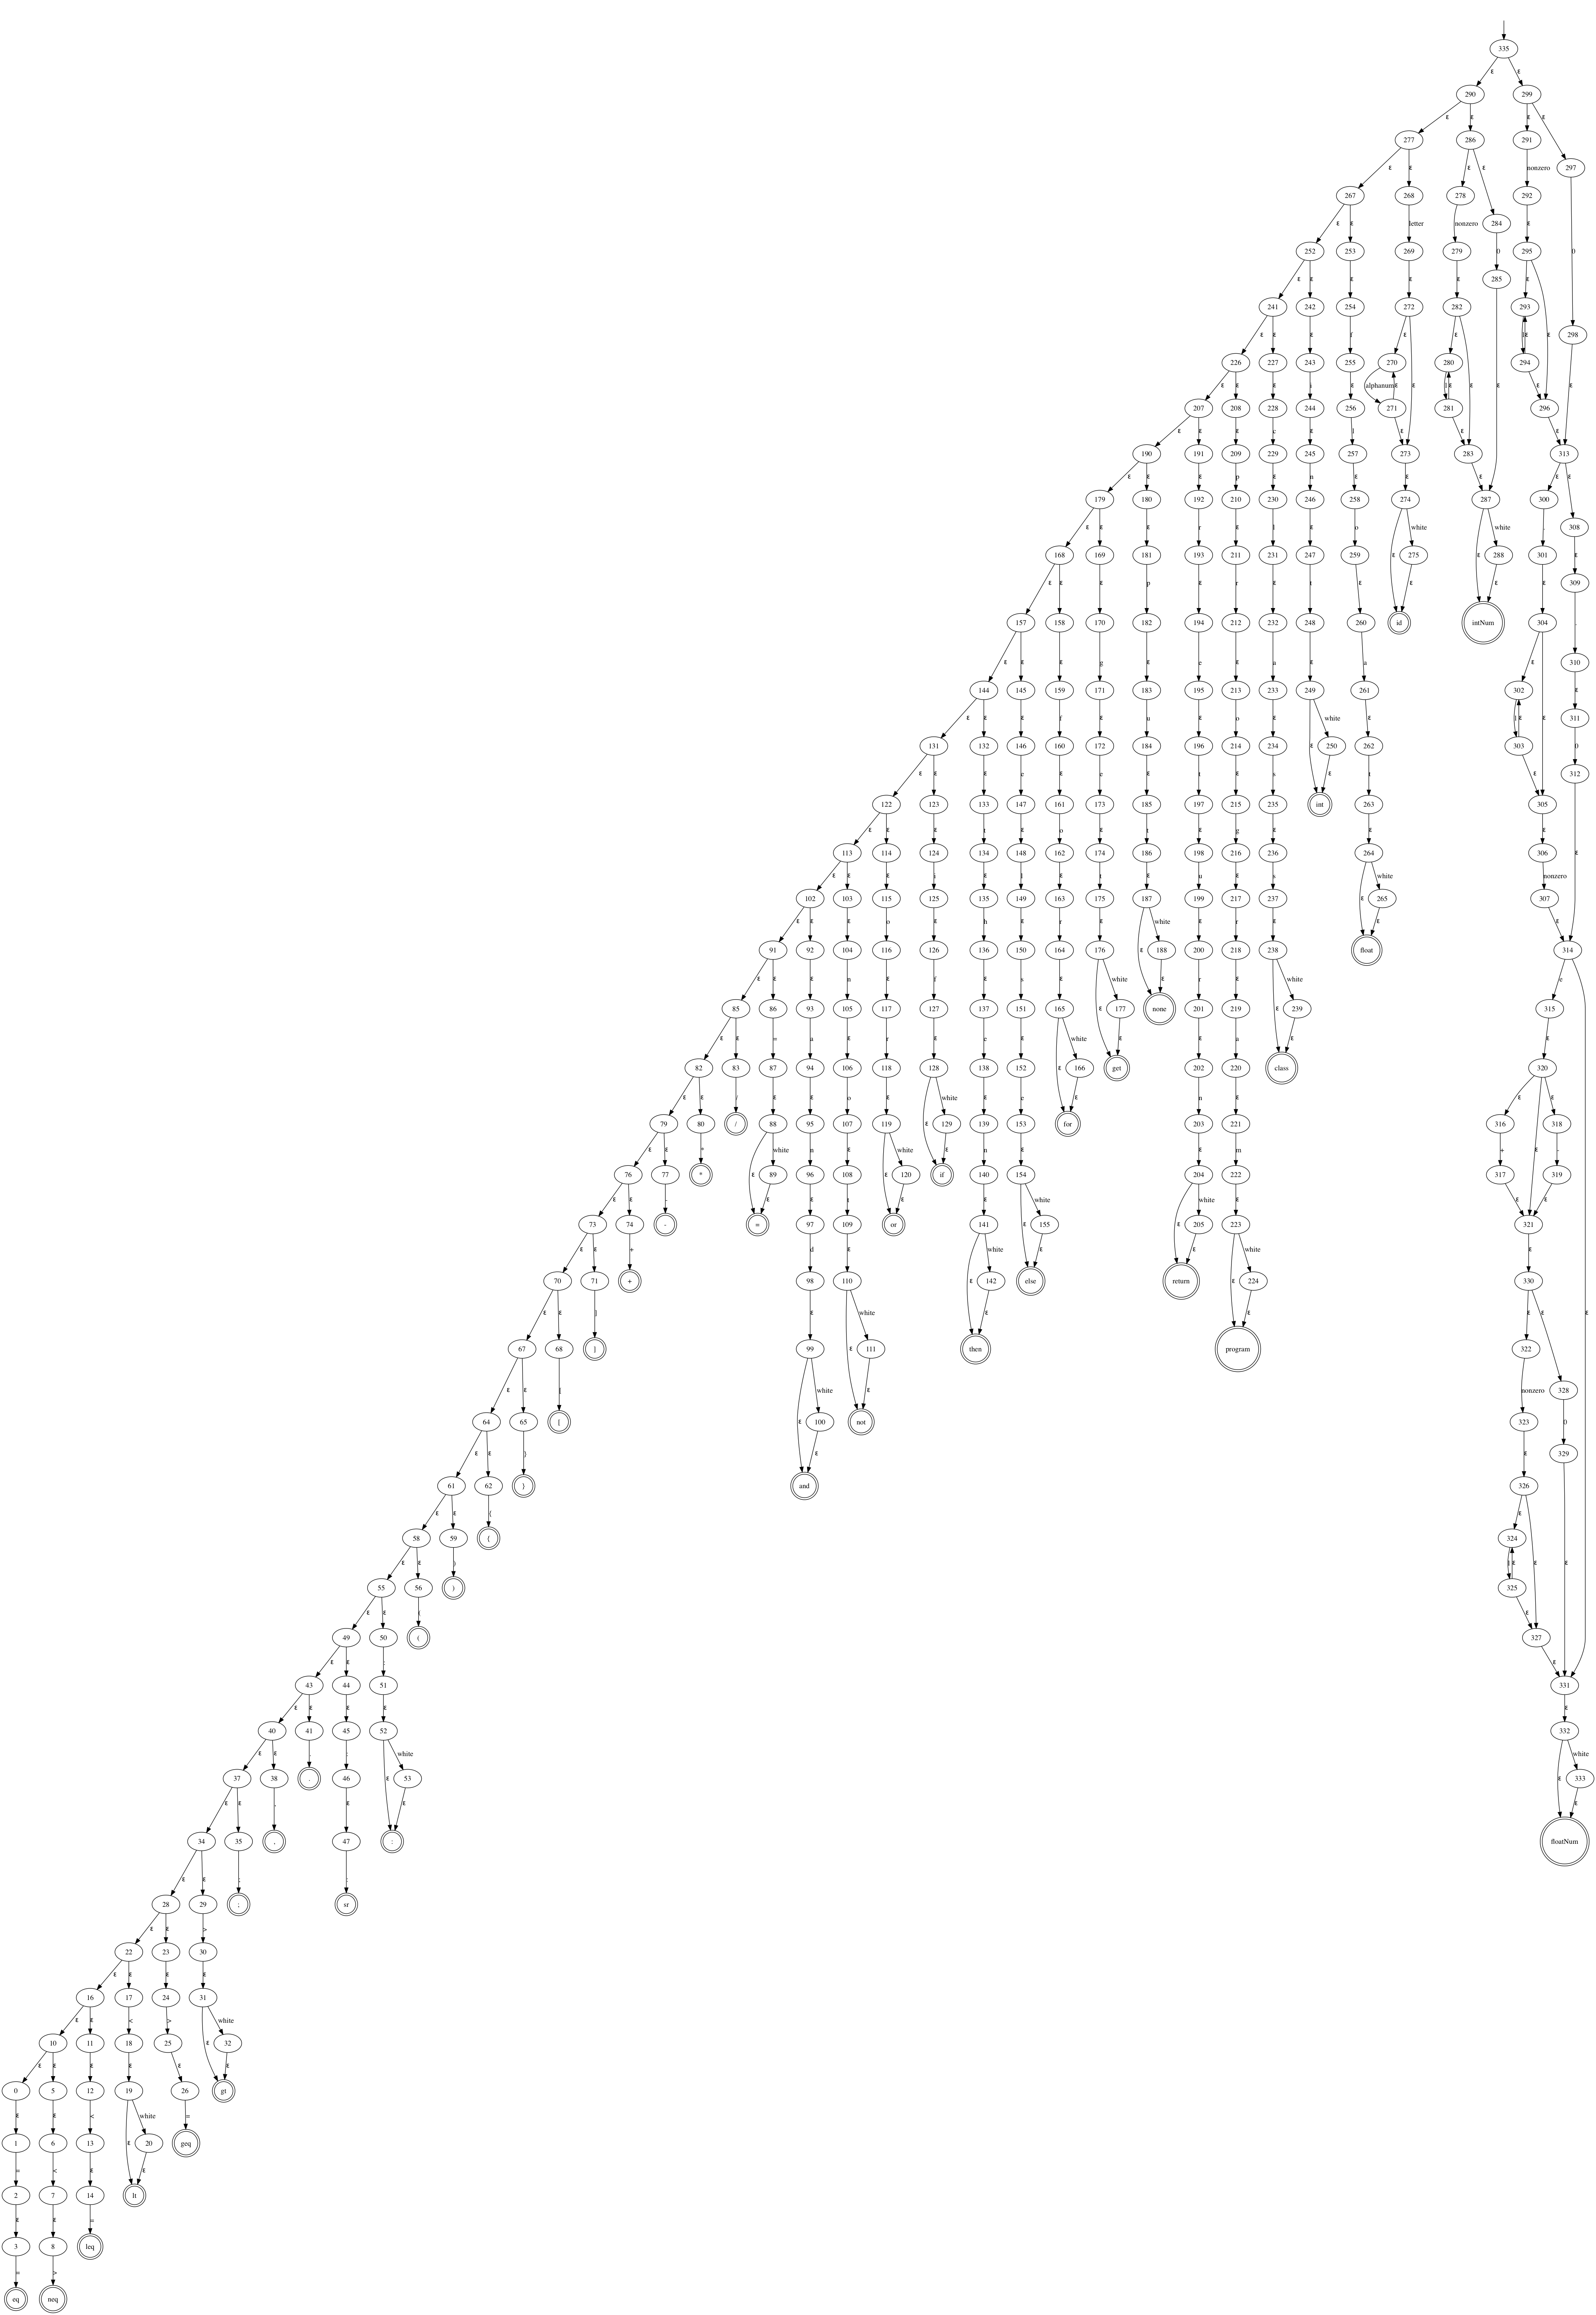 335
ε ε
290 299
ε ε ε ε
277 286 291
ε ε ε ε nonzero 297
267 268 278 292
ε ε letter nonzero 284 ε
252 253 269 279 295
ε ε ε ε ε 0 ε 0
241 242 254 272 282 285 293
ε ε ε f ε ε ε 298
226 227 243 255 270 280 294
ε ε ε i ε alphanum ε ε ε ε ε
207 208 228 244 256 271 281 296
ε ε ε c ε l ε ε ε ε
190 191 209 229 245 257 273 283 313
ε ε ε p ε n ε ε ε ε ε
179 180 192 210 230 246 258 274 287 300
ε ε ε r ε l ε o ε white ε white . 308
168 169 181 193 211 231 247 259 275 288 301
ε ε ε p ε r ε t ε ε ε ε 309
157 158 170 182 194 212 232 248 260 id intNum 304
ε ε ε g ε e ε a ε a ε ε . 310
144 145 159 171 183 195 213 233 249 261 302
ε ε ε f ε u ε o ε ε white ε ε 311
131 132 146 160 172 184 196 214 234 250 262 303
ε ε ε e ε e ε t ε s ε t ε 0 312
122 123 133 147 161 173 185 197 215 235 int 263 305
ε ε ε t ε o ε t ε g ε ε ε
113 114 124 134 148 162 174 186 198 216 236 264 306
ε ε ε i ε l ε t ε u ε s ε white nonzero
102 103 115 125 135 149 163 175 187 199 217 237 265 307
ε ε ε o ε h ε r ε ε white ε r ε ε ε
91 92 104 116 126 136 150 164 176 188 200 218 238 float 314
ε ε ε n ε f ε s ε ε white ε r ε ε white e
85 86 93 105 117 127 137 151 165 177 none 201 219 239 315
ε ε = a ε r ε e ε ε white ε ε a ε ε
82 83 87 94 106 118 128 138 152 166 get 202 220 class 320
ε ε / ε ε o ε ε white ε e ε n ε ε ε ε
79 80 / 88 95 107 119 129 139 153 for 203 221 316 318
ε ε * ε white n ε ε white ε n ε ε m + -
76 77 * 89 96 108 120 if 140 154 204 222 317 319
ε ε - ε ε t ε ε ε white ε white ε ε ε
73 74 - = 97 109 or 141 155 205 223 321
ε ε + d ε ε white ε ε white ε
70 71 + 98 110 142 else return 224 330
ε ε ] ε ε white ε ε ε ε
67 68 ] 99 111 then program 322
ε ε [ white ε nonzero 328
64 65 [ 100 not 323
ε ε } ε ε ε 0
61 62 } and 326 329
ε ε {
58 59 { 324
ε ε ) ε ε ε
55 56 ) 325
ε ε ( ε
49 50 ( 327
ε ε : ε
43 44 51 331
ε ε ε ε ε
40 41 45 52 332
ε ε . : ε white ε white
37 38 . 46 53 333
ε ε , ε ε ε
34 35 , 47 : floatNum
ε ε ; :
28 29 ; sr
ε ε >
22 23 30
ε ε ε ε
16 17 24 31
ε ε < > ε white
10 11 18 25 32
ε ε ε ε ε ε
0 5 12 19 26 gt
ε ε < ε white =
1 6 13 20 geq
= < ε ε
2 7 14 lt
ε ε =
3 8 leq
= >
eq neq